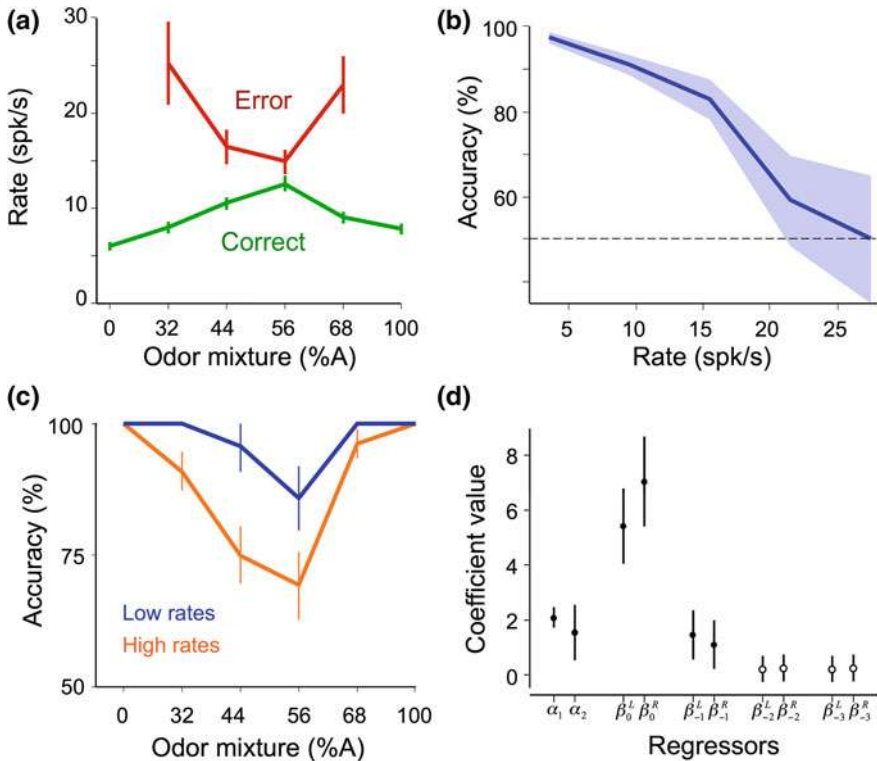 (a)
30
20
10
0
Rate (spk/s)
Error
Correct
0 32 44 56 68 100
Odor mixture (%A)
(b)
100
80
60
Accuracy (%)
5 10 15 20 25
Rate (spk/s)
(c)
100
75
50
Accuracy (%)
Low rates
High rates
0 32 44 56 68 100
Odor mixture (%A)
(d)
8
6
4
2
0
Coefficient value
α₁ α₂ β₀ᴸ β₀ᴿ β₋₁ᴸ β₋₁ᴿ β₋₂ᴸ β₋₂ᴿ β₋₃ᴸ β₋₃ᴿ
Regressors